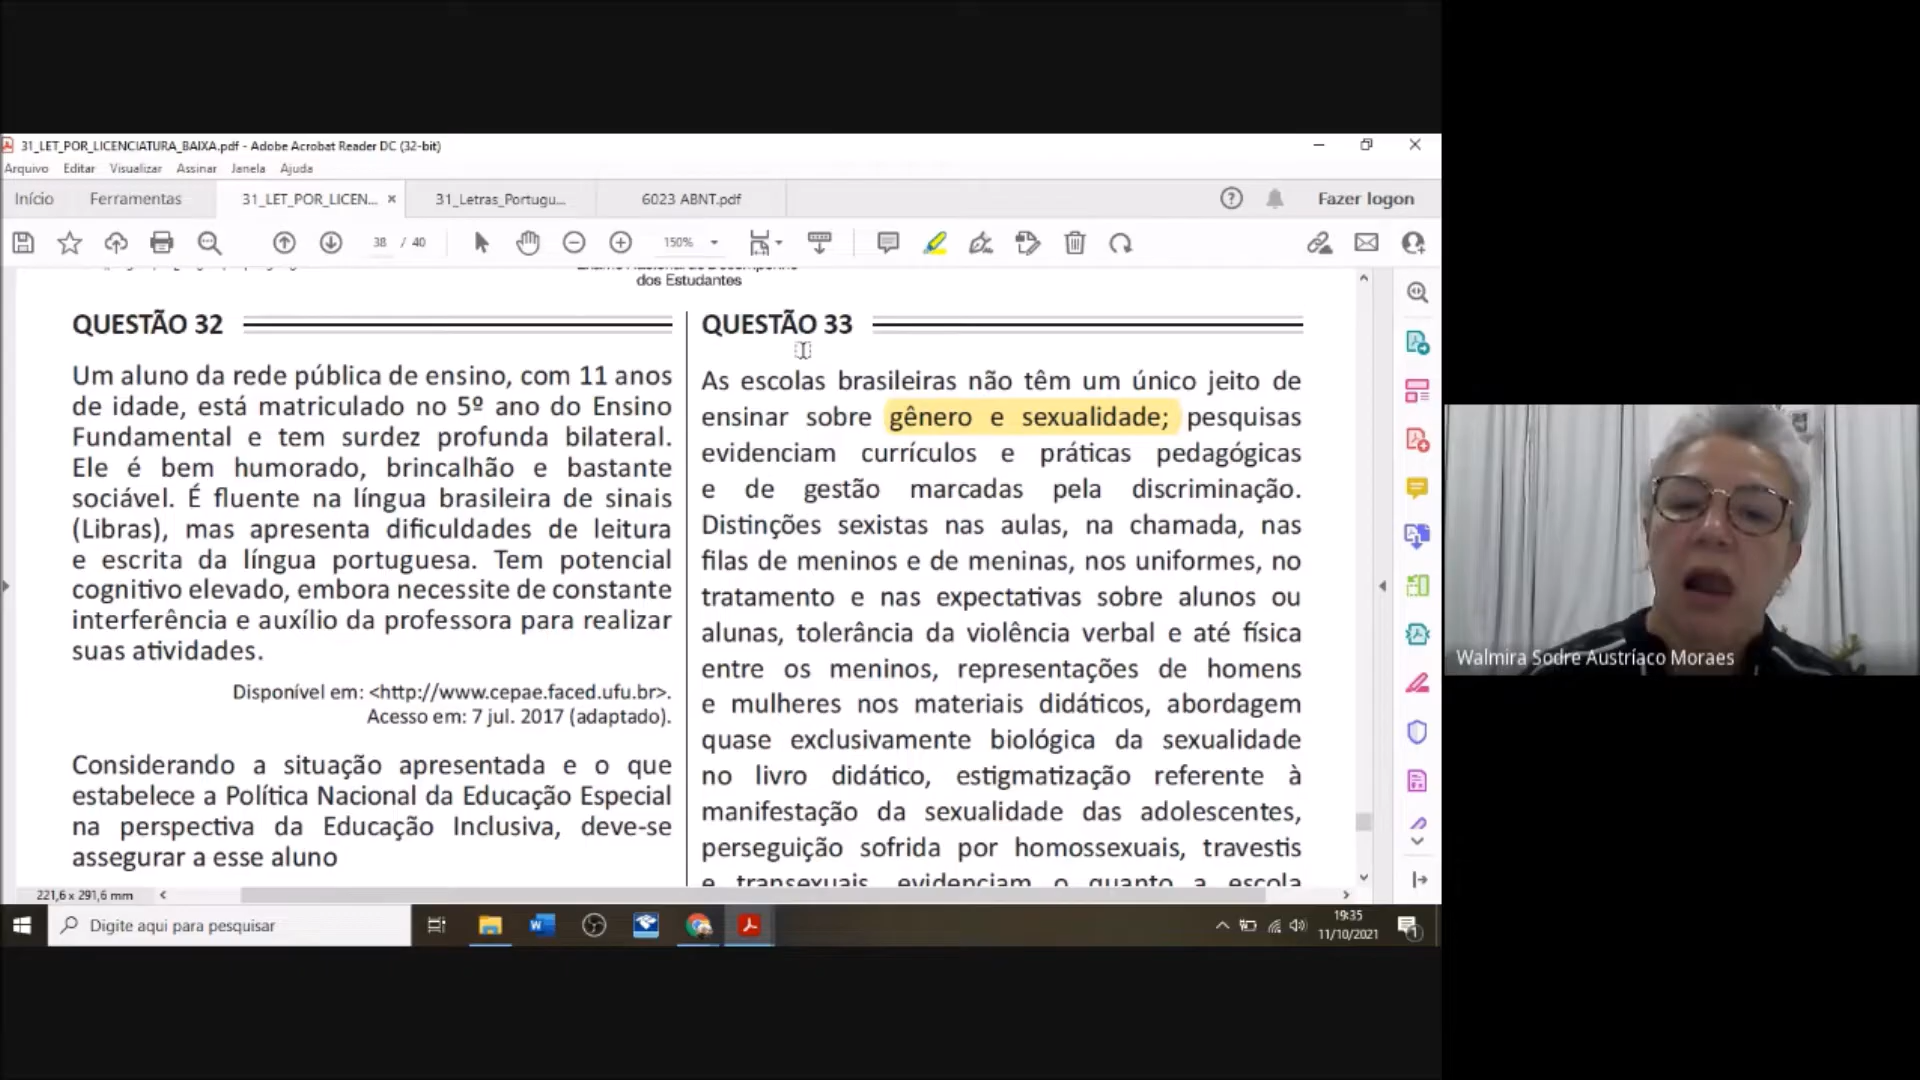 31_LET_POR_LICENCIATURA_BAIXA.pdf - Adobe Acrobat Reader DC (32-bit)
Arquivo Editar Visualizar Assinar Janela Ajuda
Início Ferramentas 31_LET_POR_LICEN... × 31_Letras_Portugu... 6023 ABNT.pdf Fazer logon
38 / 40 150%
dos Estudantes
QUESTÃO 32
Um aluno da rede pública de ensino, com 11 anos
de idade, está matriculado no 5º ano do Ensino
Fundamental e tem surdez profunda bilateral.
Ele é bem humorado, brincalhão e bastante
sociável. É fluente na língua brasileira de sinais
(Libras), mas apresenta dificuldades de leitura
e escrita da língua portuguesa. Tem potencial
cognitivo elevado, embora necessite de constante
interferência e auxílio da professora para realizar
suas atividades.
Disponível em: <http://www.cepae.faced.ufu.br>.
Acesso em: 7 jul. 2017 (adaptado).
Considerando a situação apresentada e o que
estabelece a Política Nacional da Educação Especial
na perspectiva da Educação Inclusiva, deve-se
assegurar a esse aluno
QUESTÃO 33
As escolas brasileiras não têm um único jeito de
ensinar sobre gênero e sexualidade; pesquisas
evidenciam currículos e práticas pedagógicas
e de gestão marcadas pela discriminação.
Distinções sexistas nas aulas, na chamada, nas
filas de meninos e de meninas, nos uniformes, no
tratamento e nas expectativas sobre alunos ou
alunas, tolerância da violência verbal e até física
entre os meninos, representações de homens
e mulheres nos materiais didáticos, abordagem
quase exclusivamente biológica da sexualidade
no livro didático, estigmatização referente à
manifestação da sexualidade das adolescentes,
perseguição sofrida por homossexuais, travestis
e transexuais, evidenciam o quanto a escola
221,6 x 291,6 mm
Digite aqui para pesquisar
19:35
11/10/2021
1
Walmira Sodre Austríaco Moraes